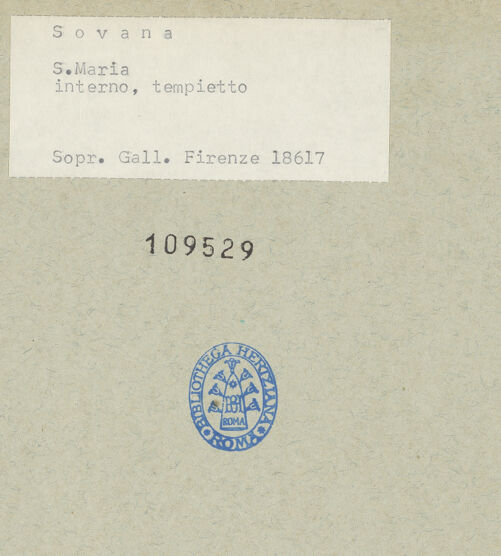 S o v a n a
S.Maria
interno, tempietto
Sopr. Gall. Firenze 18617
109529
BIBLIOTHECA HERTZIANA
ROMA
ROMA